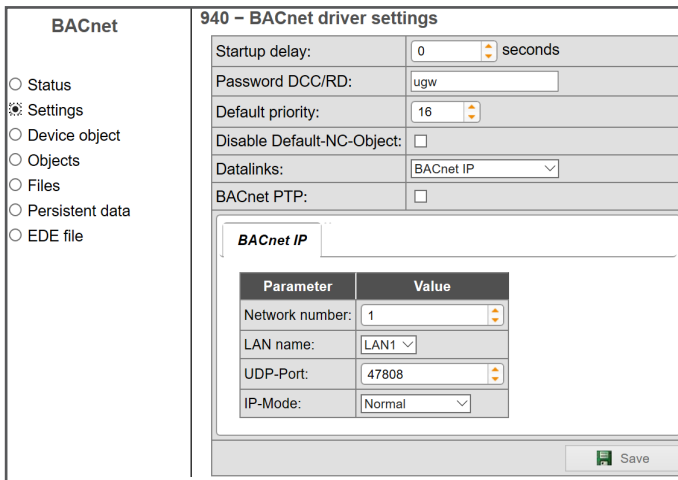 BACnet
Status
Settings
Device object
Objects
Files
Persistent data
EDE file
940 − BACnet driver settings
Startup delay: 0 seconds
Password DCC/RD: ugw
Default priority: 16
Disable Default-NC-Object:
Datalinks: BACnet IP
BACnet PTP:
BACnet IP
Parameter Value
Network number: 1
LAN name: LAN1
UDP-Port: 47808
IP-Mode: Normal
Save